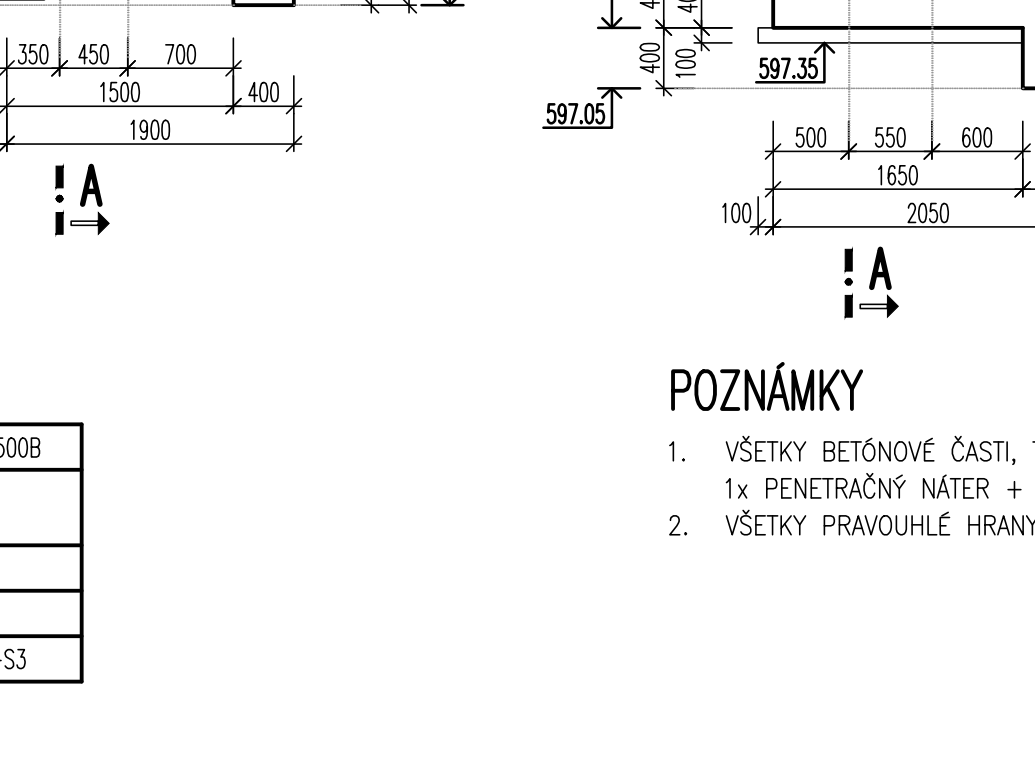 350 450 700
1500 400
1900
A
500B
-S3
400
100
597.35
597.05
500 550 600
1650
100 2050
A
POZNÁMKY
1. VŠETKY BETÓNOVÉ ČASTI,
1x PENETRAČNÝ NÁTER +
2. VŠETKY PRAVOUHLÉ HRANY